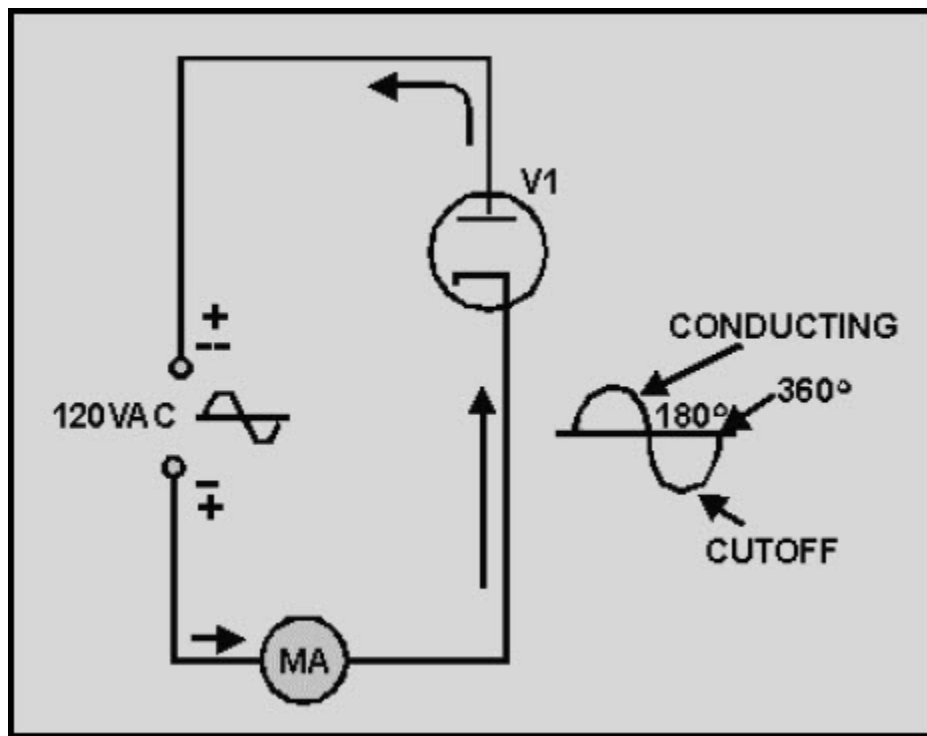 V1
+
--
CONDUCTING
360°
180°
120VAC
–
+
CUTOFF
MA